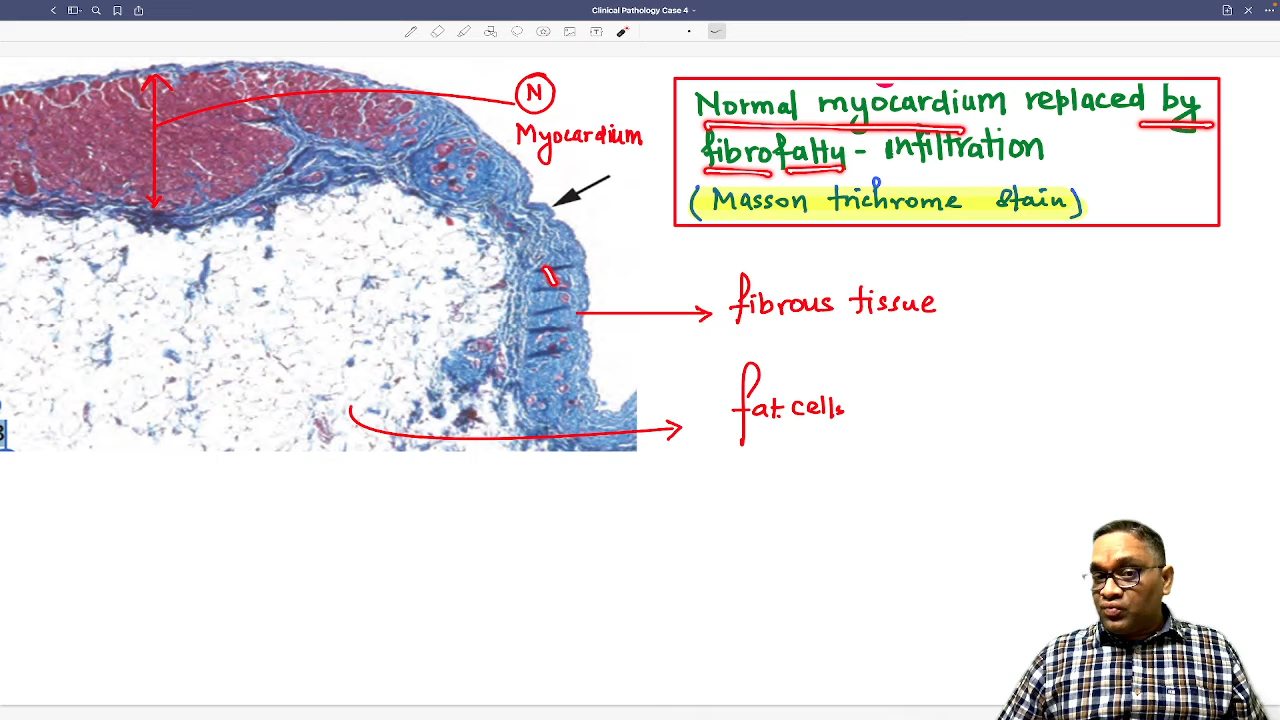 Clinical Pathology Case 4
N
Myocardium
Normal myocardium replaced by
fibrofatty - infiltration
(Masson trichrome stain)
fibrous tissue
fat cells